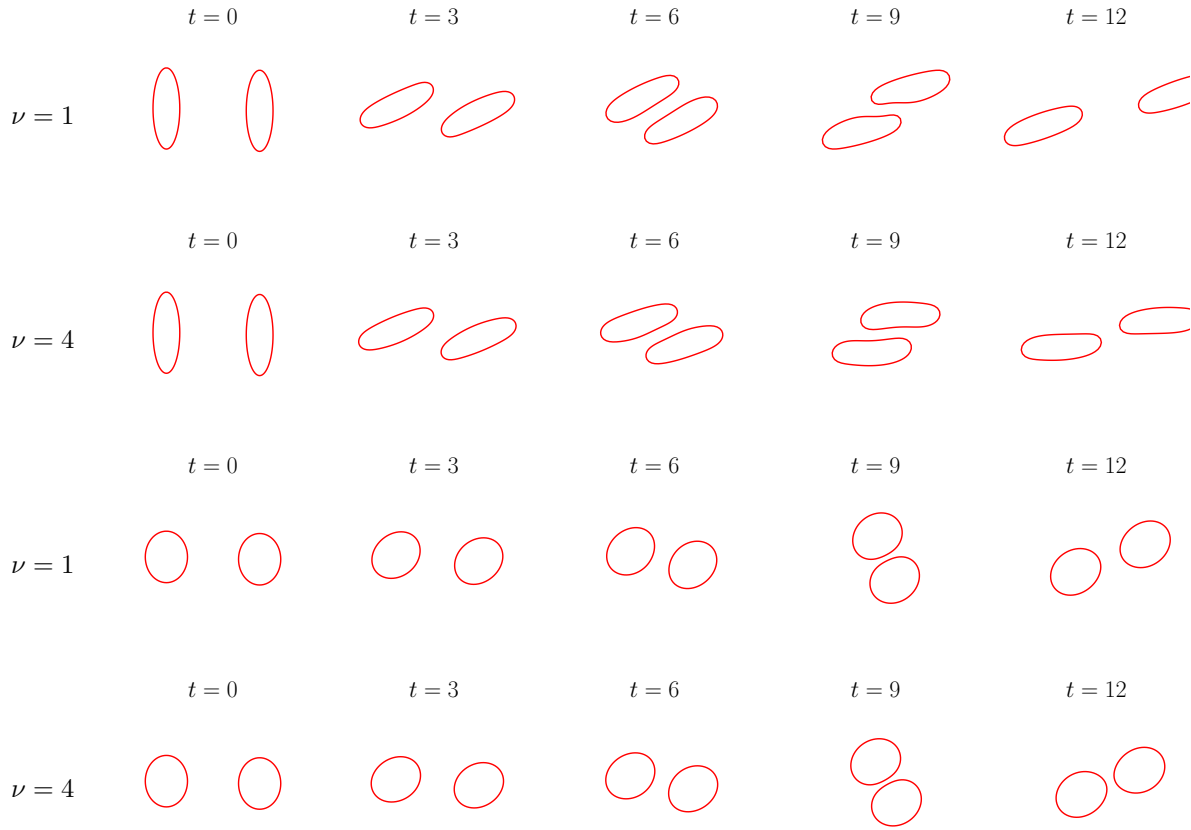 t = 0 t = 3 t = 6 t = 9 t = 12
ν = 1
t = 0 t = 3 t = 6 t = 9 t = 12
ν = 4
t = 0 t = 3 t = 6 t = 9 t = 12
ν = 1
t = 0 t = 3 t = 6 t = 9 t = 12
ν = 4